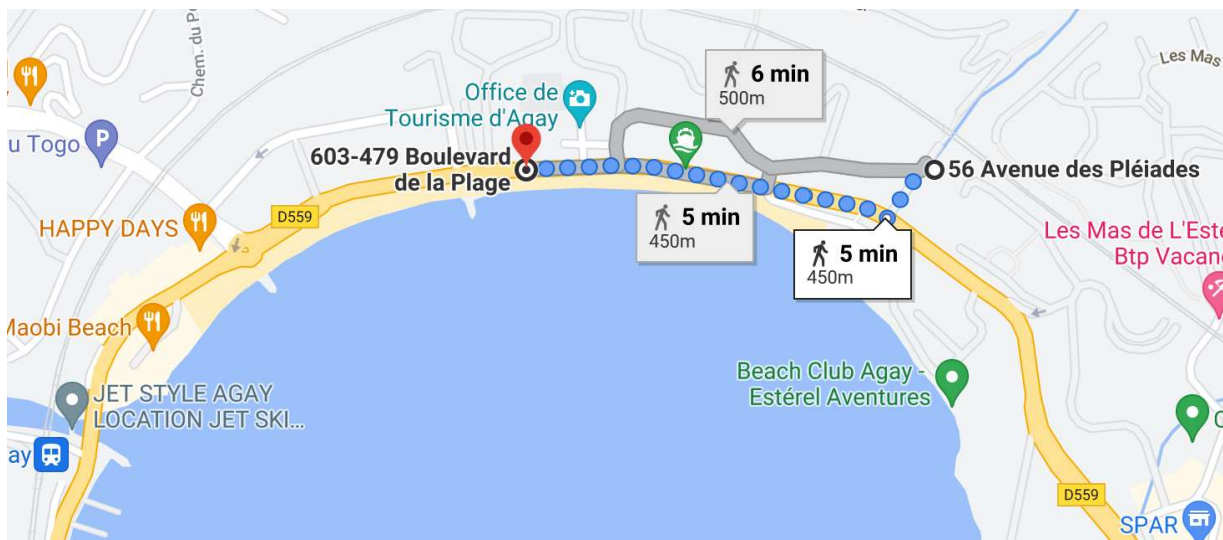 Chem. du Po
Les Mas
6 min
500m
Office de
Tourisme d'Agay
u Togo
P
603-479 Boulevard
de la Plage
56 Avenue des Pléiades
D559
5 min
450m
HAPPY DAYS
5 min
450m
Les Mas de L'Este
Btp Vacanc
Maobi Beach
Beach Club Agay -
Estérel Aventures
JET STYLE AGAY
LOCATION JET SKI...
ay
D559
SPAR